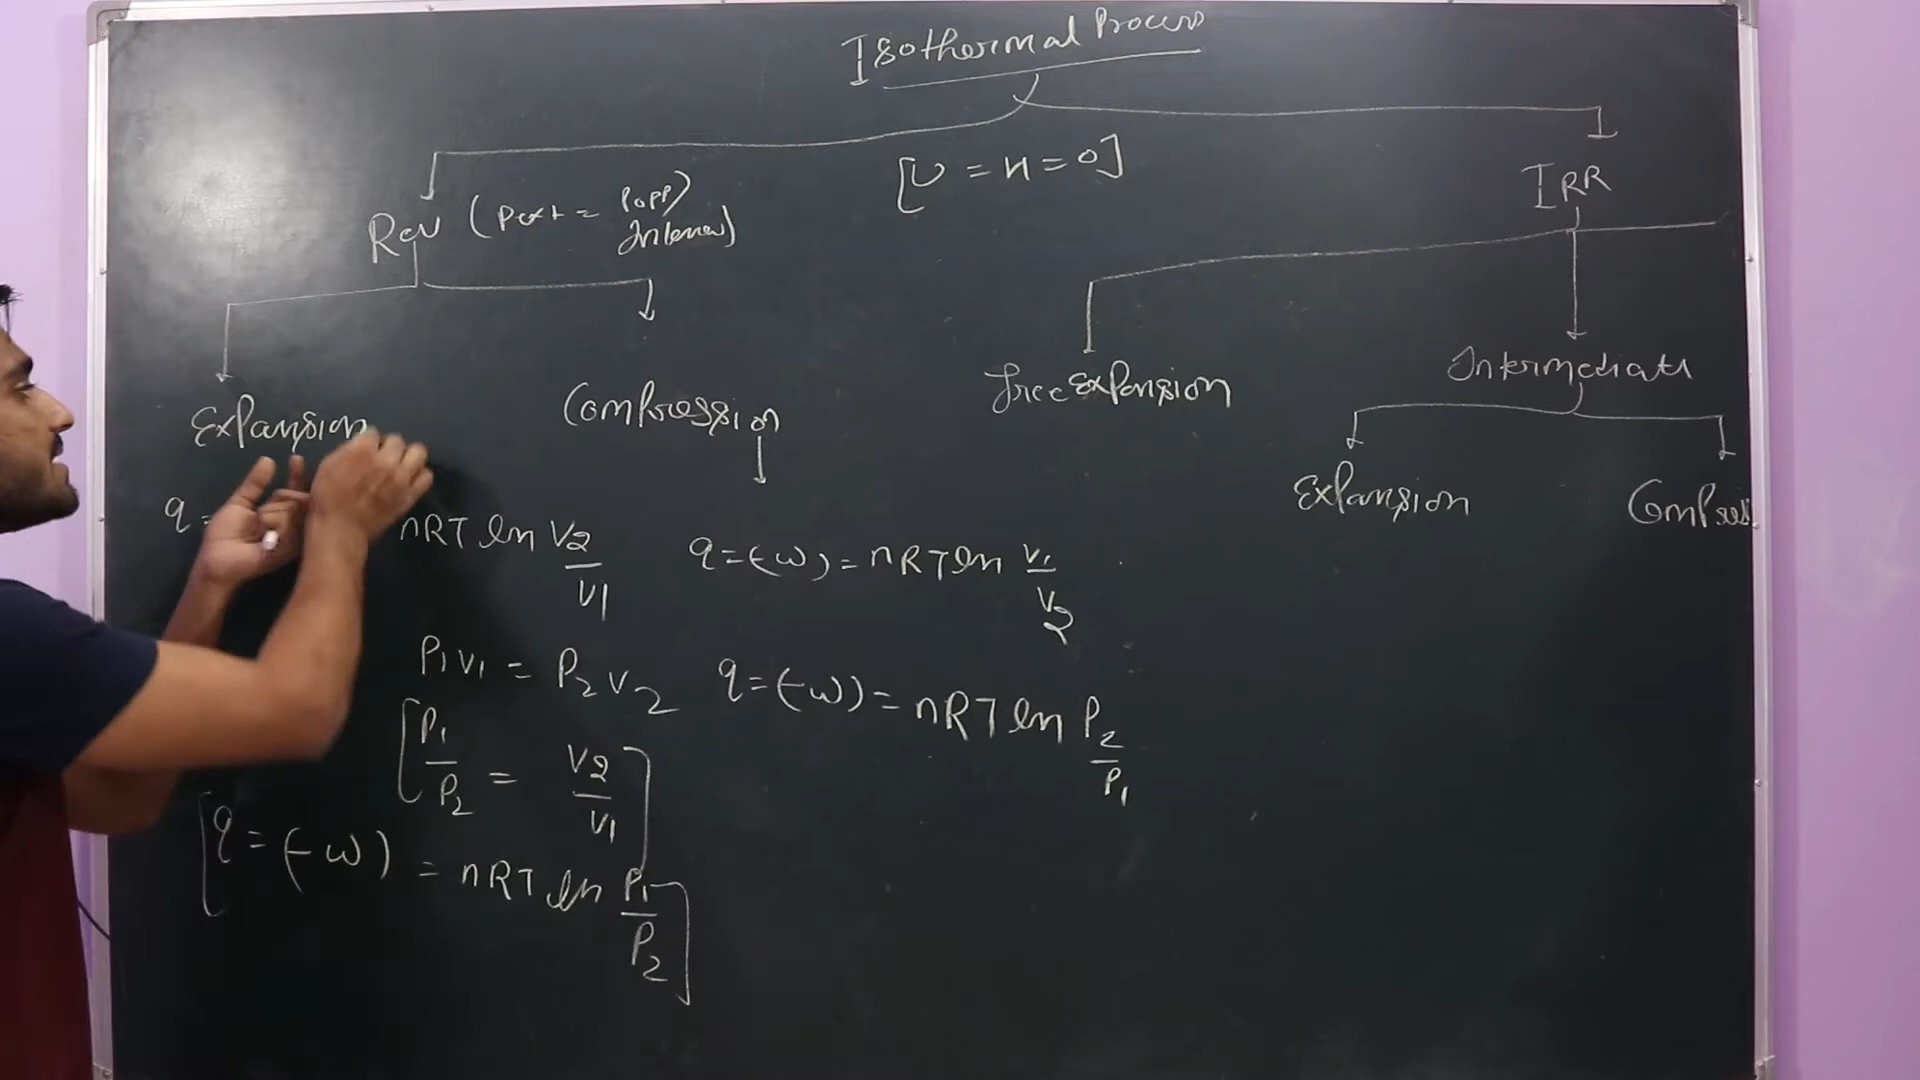 Isothermal Process
[U = H = 0]
Rev (Pext = Popp)
Internal)
IRR
Expansion
Compression
Free Expansion
Intermediate
Expansion
Compress
q =
nRT ln V2/V1
q = (-w) = nRT ln V1/V2
P1V1 = P2V2
q = (-w) = nRT ln P2/P1
[P1/P2 = V2/V1]
[q = (-w) = nRT ln P1/P2]